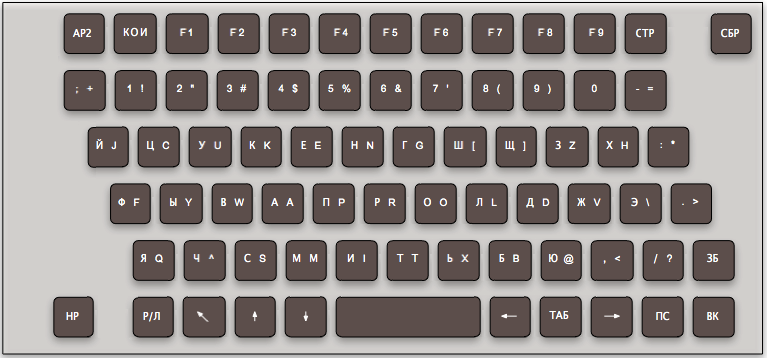 АР2 КОИ F1 F2 F3 F4 F5 F6 F7 F8 F9 СТР СБР
; + 1 ! 2 " 3 # 4 $ 5 % 6 & 7 ' 8 ( 9 ) 0 - =
Й J Ц C У U К K Е E Н N Г G Ш [ Щ ] З Z Х H : *
Ф F Ы Y В W А A П P Р R О O Л L Д D Ж V Э \ . >
Я Q Ч ^ С S М M И I Т T Ь X Б B Ю @ , < / ? ЗБ
НР Р/Л ↖ ↑ ↓ ← ТАБ → ПС ВК